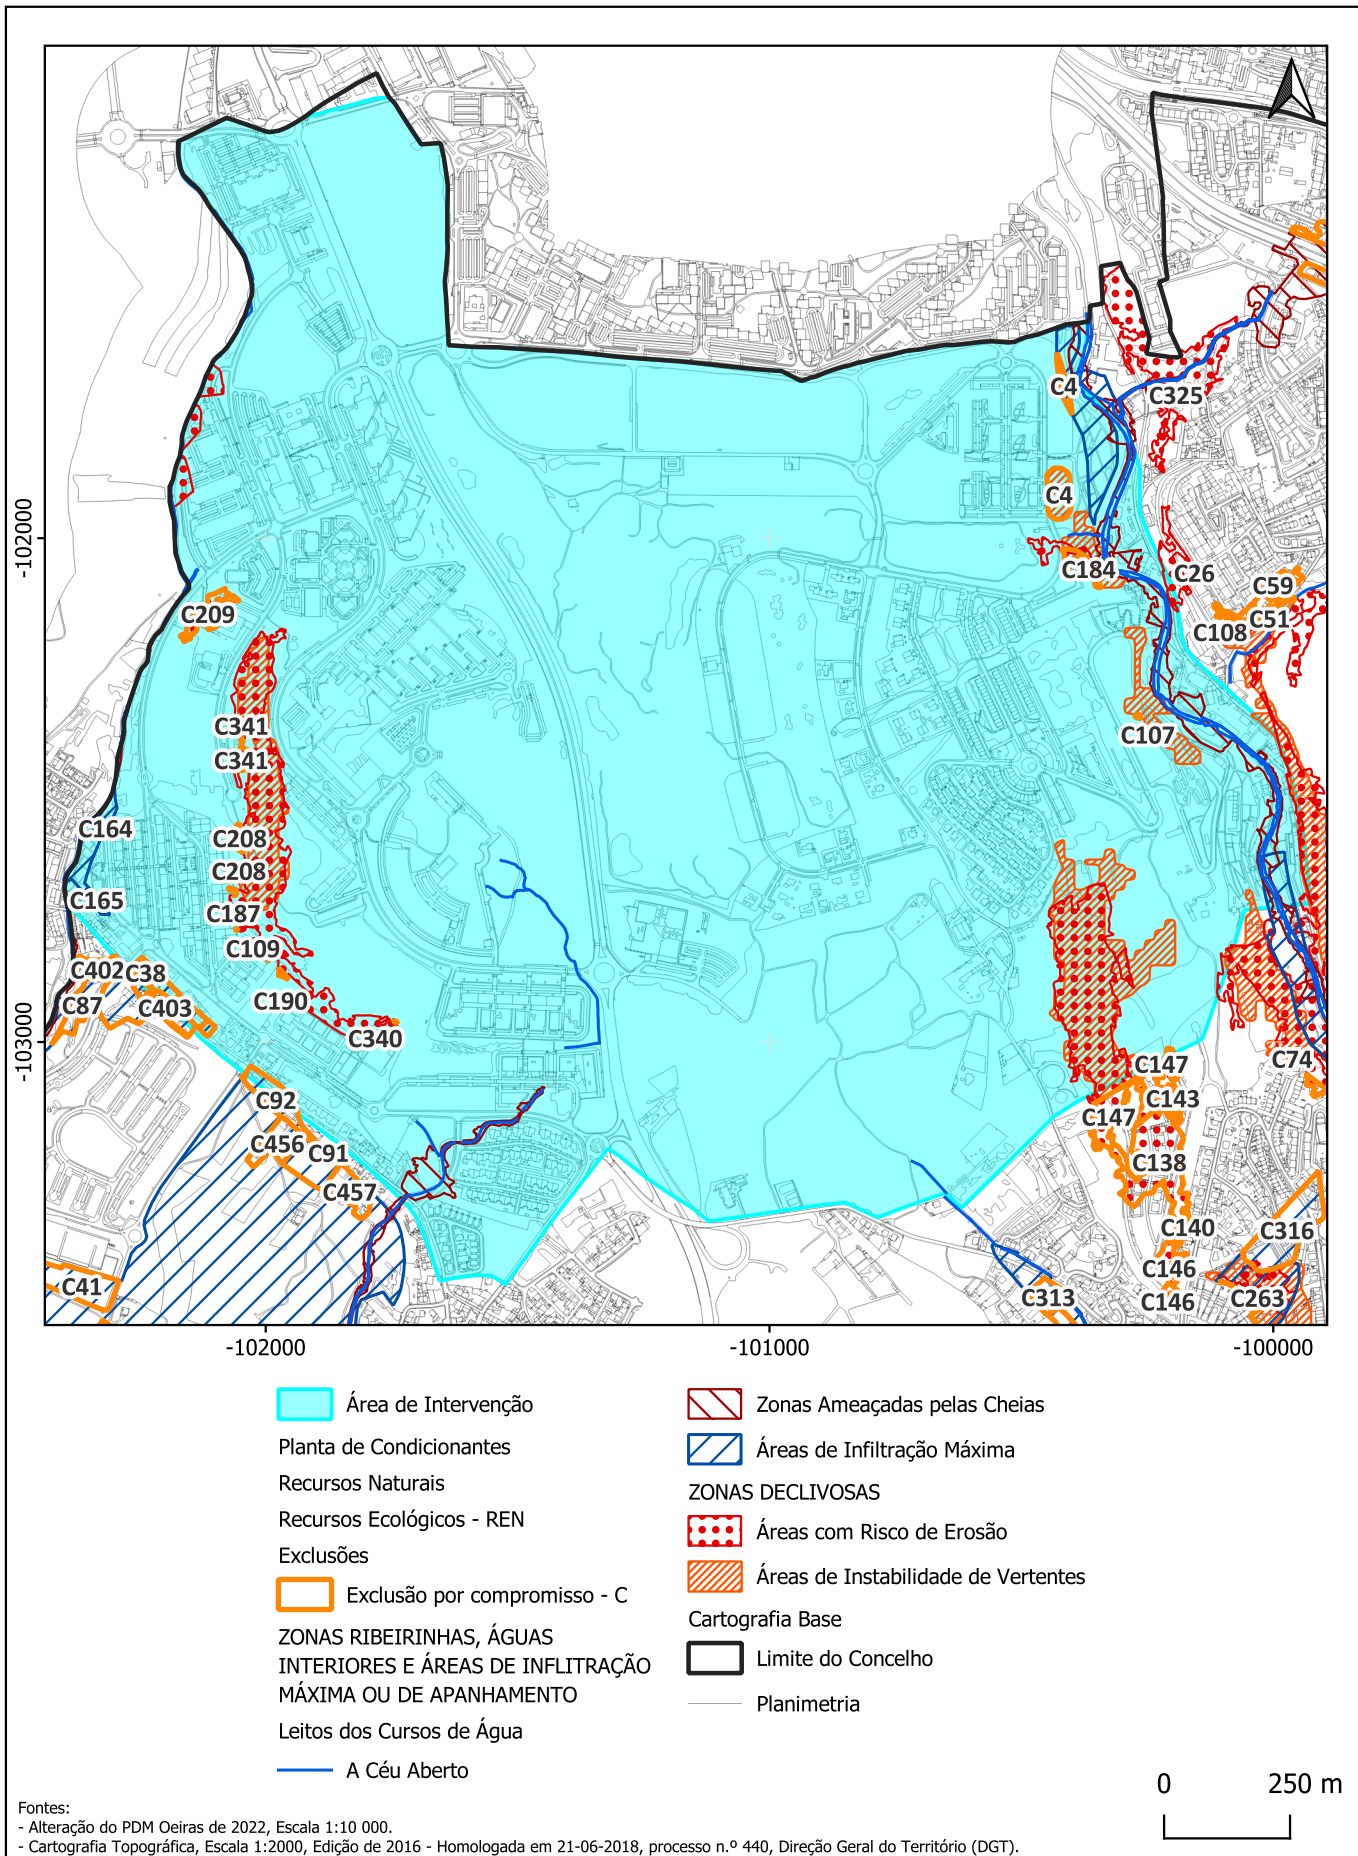 C4
C325
C4
-102000
C184
C26
C59
C209
C51
C108
C341
C107
C341
C164
C208
C208
C165
C187
C109
C402
C38
C190
C87
C403
C340
-103000
C74
C147
C92
C143
C147
C456
C91
C138
C457
C140
C316
C146
C41
C313
C263
C146
-102000
-101000
-100000
Área de Intervenção
Planta de Condicionantes
Recursos Naturais
Recursos Ecológicos - REN
Exclusões
Exclusão por compromisso - C
ZONAS RIBEIRINHAS, ÁGUAS
INTERIORES E ÁREAS DE INFLITRAÇÃO
MÁXIMA OU DE APANHAMENTO
Leitos dos Cursos de Água
A Céu Aberto
Zonas Ameaçadas pelas Cheias
Áreas de Infiltração Máxima
ZONAS DECLIVOSAS
Áreas com Risco de Erosão
Áreas de Instabilidade de Vertentes
Cartografia Base
Limite do Concelho
Planimetria
0 250 m
Fontes:
- Alteração do PDM Oeiras de 2022, Escala 1:10 000.
- Cartografia Topográfica, Escala 1:2000, Edição de 2016 - Homologada em 21-06-2018, processo n.º 440, Direção Geral do Território (DGT).